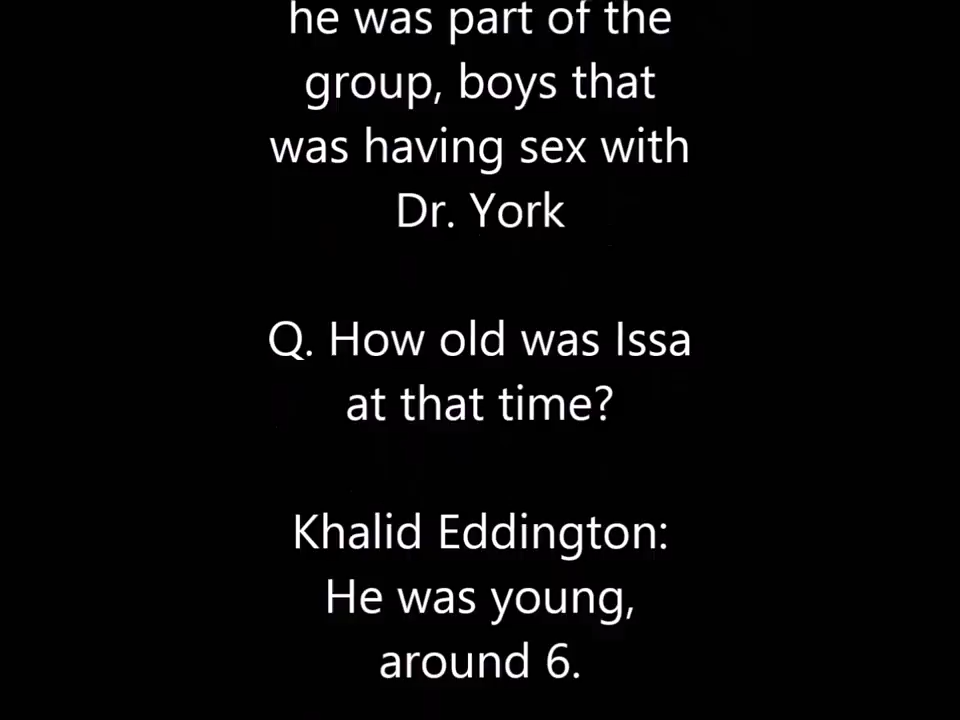 he was part of the
group, boys that
was having sex with
Dr. York
Q. How old was Issa
at that time?
Khalid Eddington:
He was young,
around 6.